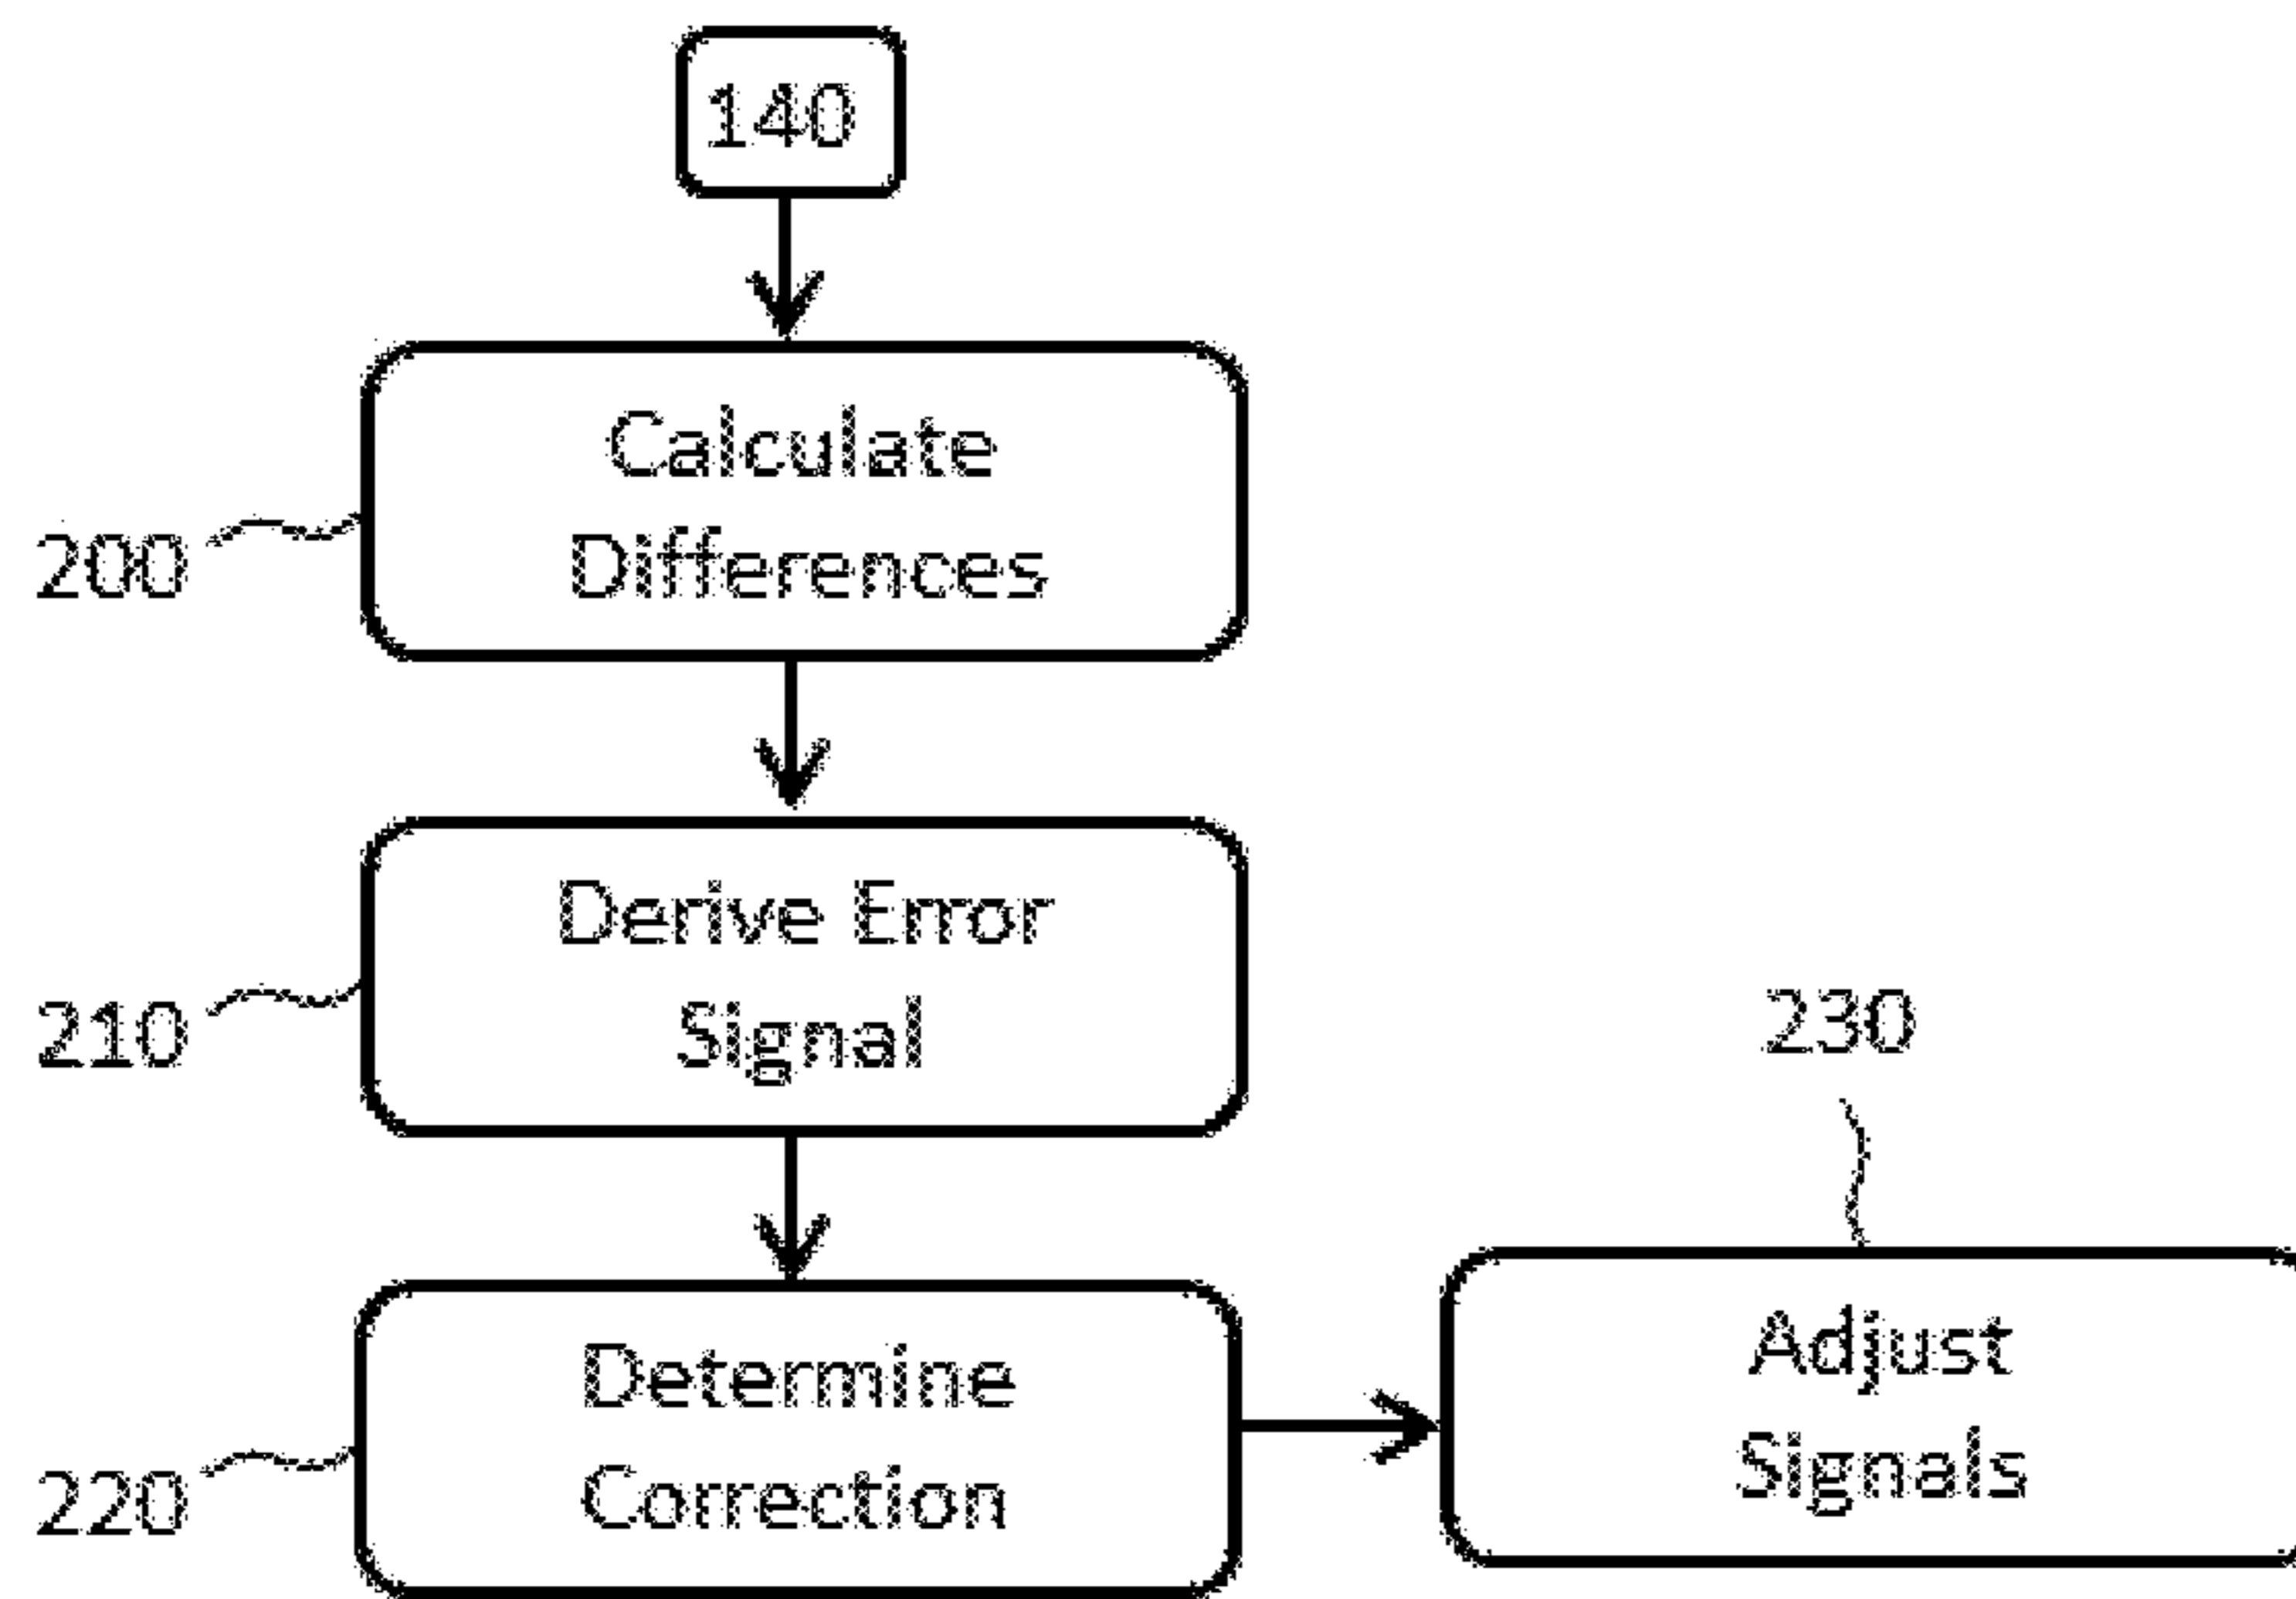 140
Calculate
Differences
200
Derive Error
Signal
210
230
Determine
Correction
220
Adjust
Signals